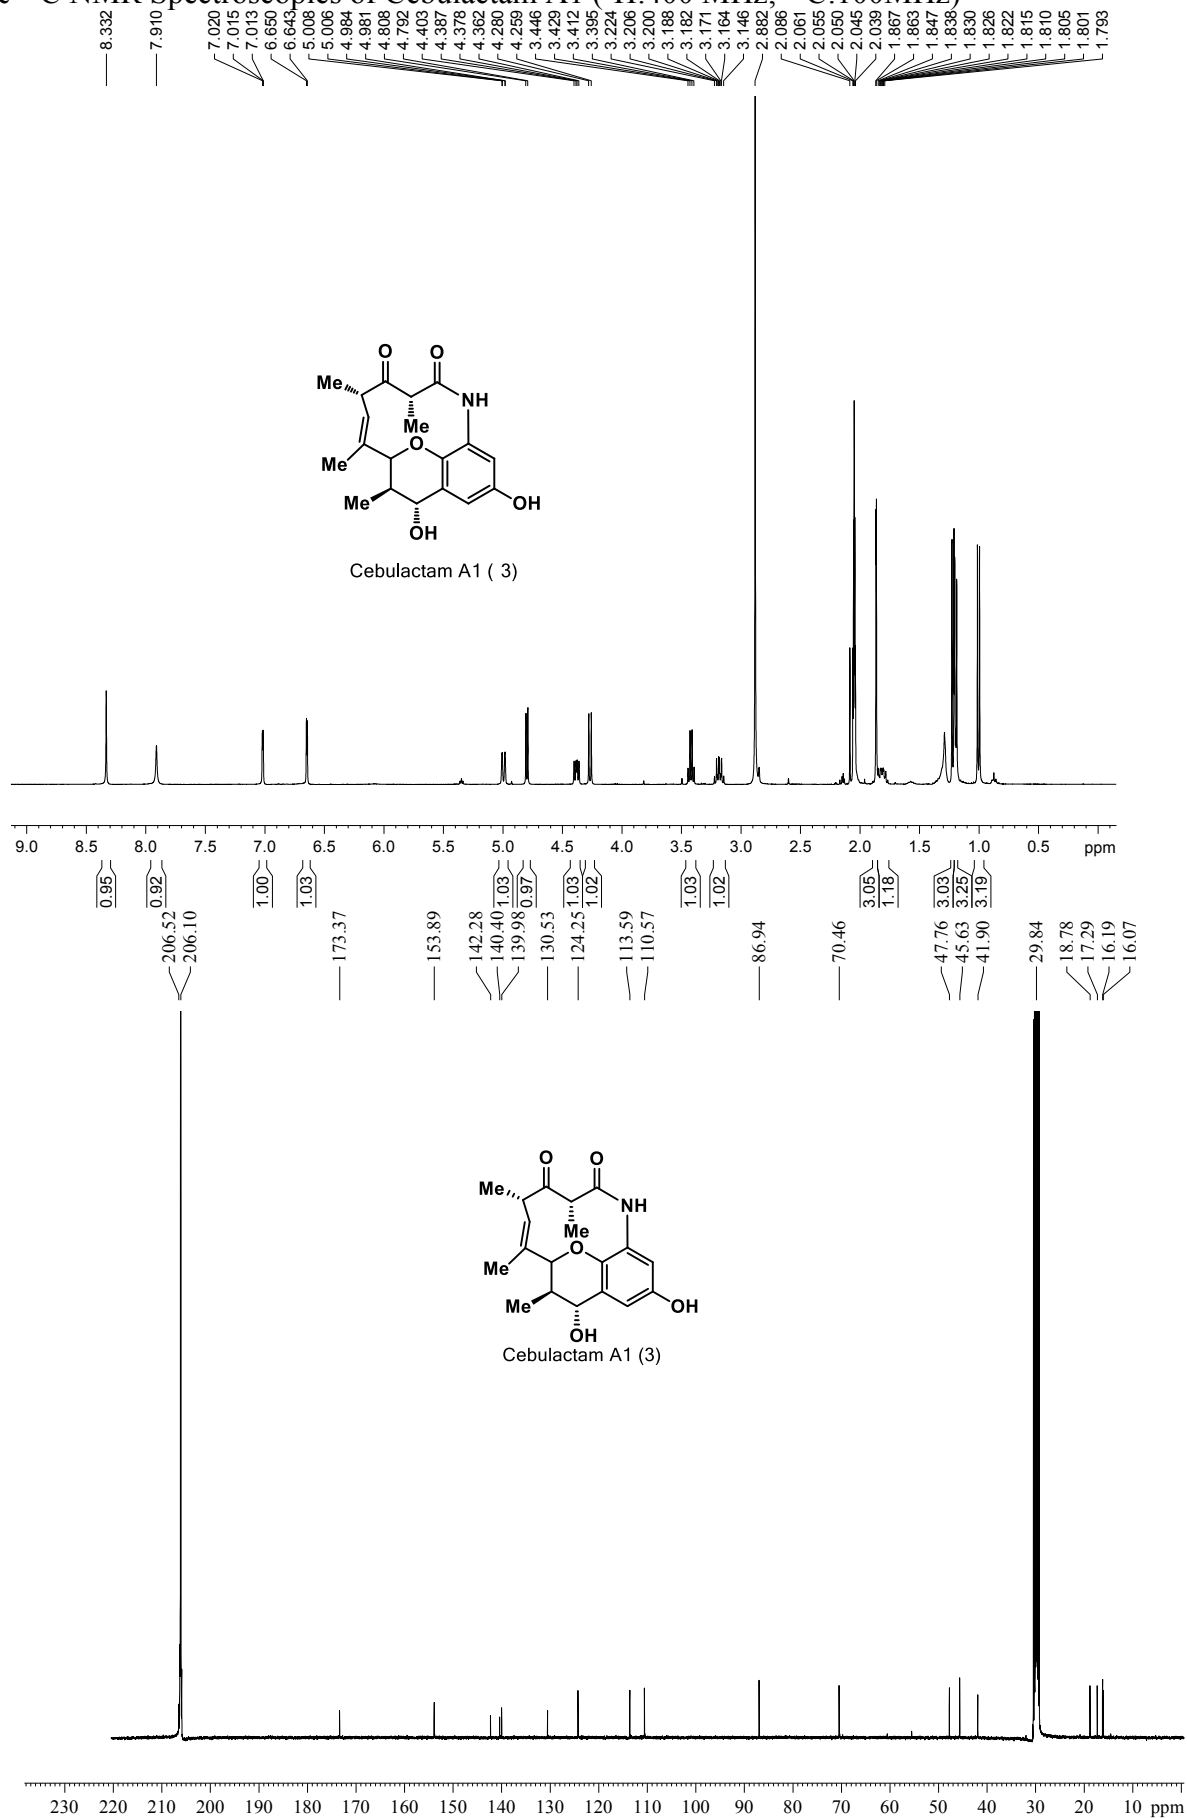 C NMR Spectroscopies of Cebulactam A1 ( H:400 MHz, C:100MHz)
8.332 7.910 7.020 7.015 7.013 6.650 6.643 5.008 5.006 4.984 4.981 4.808 4.792 4.403 4.387 4.378 4.362 4.280 4.259 3.446 3.429 3.412 3.395 3.224 3.206 3.200 3.188 3.182 3.171 3.164 3.146 2.882 2.086 2.061 2.055 2.050 2.045 2.039 1.867 1.863 1.847 1.838 1.830 1.826 1.822 1.815 1.810 1.805 1.801 1.793
O O
Me NH
Me
O
Me
Me OH
OH
Cebulactam A1 ( 3)
9.0 8.5 8.0 7.5 7.0 6.5 6.0 5.5 5.0 4.5 4.0 3.5 3.0 2.5 2.0 1.5 1.0 0.5 ppm
0.95 0.92 1.00 1.03 1.03 0.97 1.03 1.02 1.03 1.02 3.05 1.18 3.03 3.25 3.19
206.52 206.10 173.37 153.89 142.28 140.40 139.98 130.53 124.25 113.59 110.57 86.94 70.46 47.76 45.63 41.90 29.84 18.78 17.29 16.19 16.07
O O
Me NH
Me
O
Me
Me OH
OH
Cebulactam A1 (3)
230 220 210 200 190 180 170 160 150 140 130 120 110 100 90 80 70 60 50 40 30 20 10 ppm